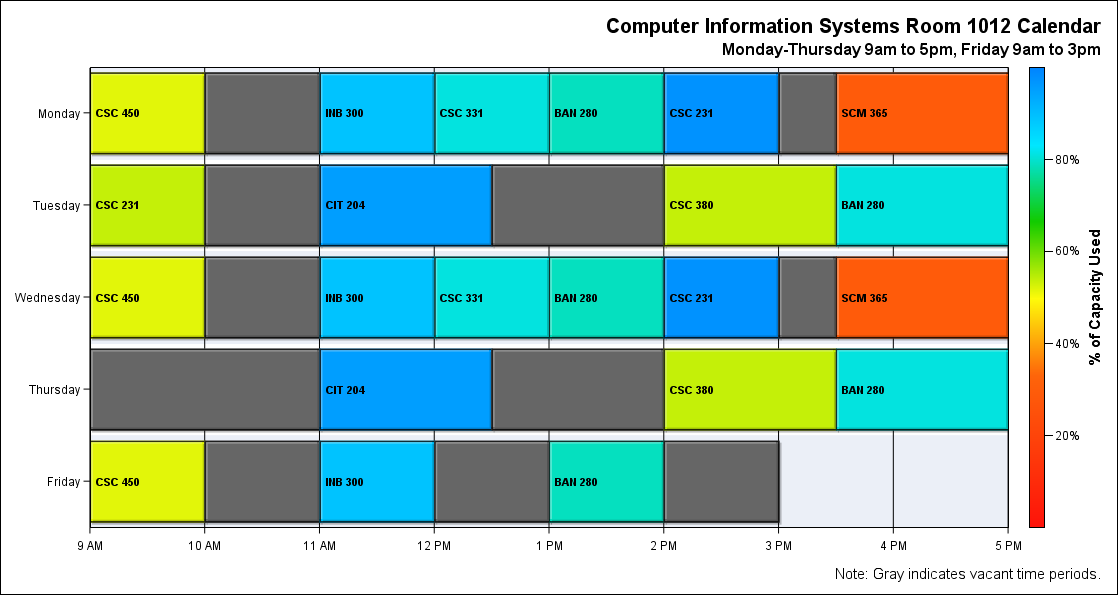 Computer Information Systems Room 1012 Calendar
Monday-Thursday 9am to 5pm, Friday 9am to 3pm
Monday CSC 450 INB 300 CSC 331 BAN 280 CSC 231 SCM 365
Tuesday CSC 231 CIT 204 CSC 380 BAN 280
Wednesday CSC 450 INB 300 CSC 331 BAN 280 CSC 231 SCM 365
Thursday CIT 204 CSC 380 BAN 280
Friday CSC 450 INB 300 BAN 280
9 AM 10 AM 11 AM 12 PM 1 PM 2 PM 3 PM 4 PM 5 PM
80%
60%
40%
20%
% of Capacity Used
Note: Gray indicates vacant time periods.